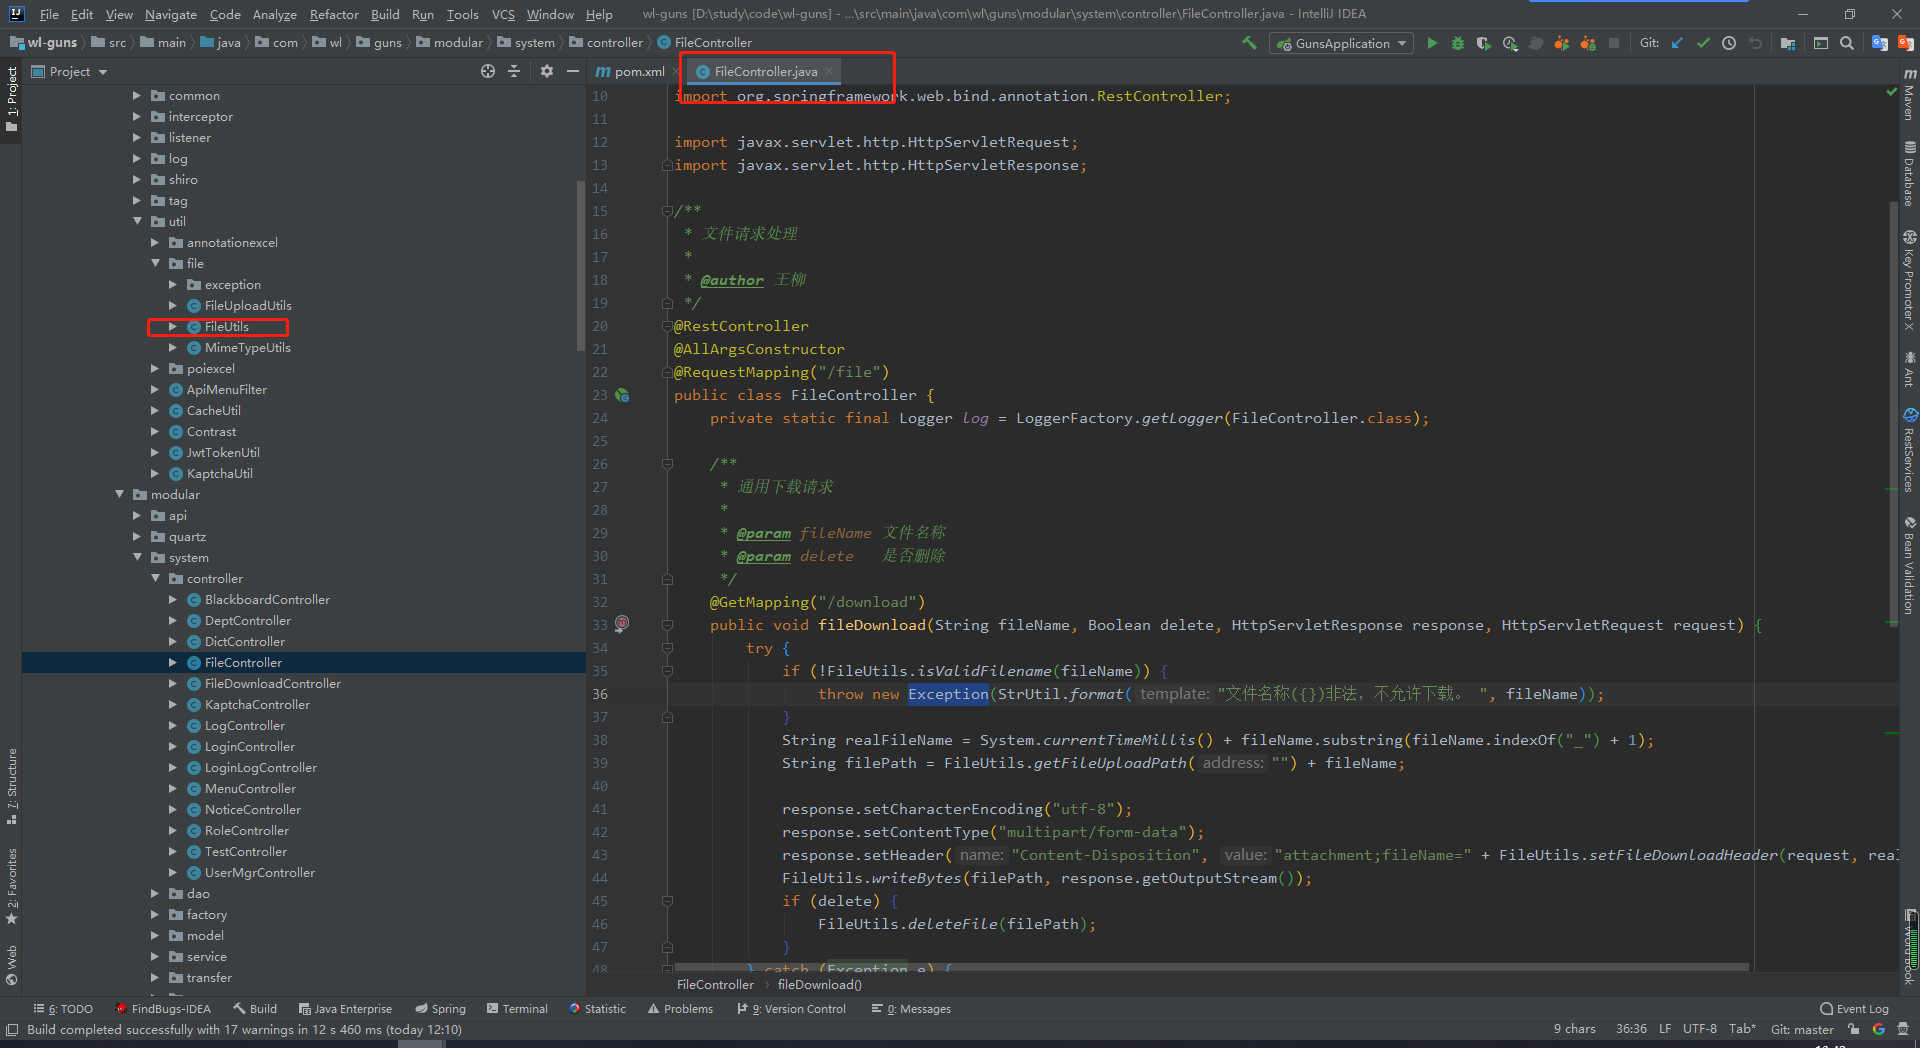 File Edit View Navigate Code Analyze Refactor Build Run Tools VCS Window Help wl-guns [D:\study\code\wl-guns] - ...\src\main\java\com\wl\guns\modular\system\controller\FileController.java - IntelliJ IDEA
wl-guns src main java com wl guns modular system controller FileController GunsApplication Git:
1: Project
Project
common
interceptor
listener
log
shiro
tag
util
annotationexcel
file
exception
FileUploadUtils
FileUtils
MimeTypeUtils
poiexcel
ApiMenuFilter
CacheUtil
Contrast
JwtTokenUtil
KaptchaUtil
modular
api
quartz
system
controller
BlackboardController
DeptController
DictController
FileController
FileDownloadController
KaptchaController
LogController
LoginController
LoginLogController
MenuController
NoticeController
RoleController
TestController
UserMgrController
dao
factory
model
service
transfer
7: Structure
2: Favorites
Web
pom.xml FileController.java
10 import org.springframework.web.bind.annotation.RestController;
11
12 import javax.servlet.http.HttpServletRequest;
13 import javax.servlet.http.HttpServletResponse;
14
15 /**
16 * 文件请求处理
17 *
18 * @author 王柳
19 */
20 @RestController
21 @AllArgsConstructor
22 @RequestMapping("/file")
23 public class FileController {
24 private static final Logger log = LoggerFactory.getLogger(FileController.class);
25
26 /**
27 * 通用下载请求
28 *
29 * @param fileName 文件名称
30 * @param delete 是否删除
31 */
32 @GetMapping("/download")
33 public void fileDownload(String fileName, Boolean delete, HttpServletResponse response, HttpServletRequest request) {
34 try {
35 if (!FileUtils.isValidFilename(fileName)) {
36 throw new Exception(StrUtil.format( template: "文件名称({})非法，不允许下载。 ", fileName));
37 }
38 String realFileName = System.currentTimeMillis() + fileName.substring(fileName.indexOf("_") + 1);
39 String filePath = FileUtils.getFileUploadPath( address: "") + fileName;
40
41 response.setCharacterEncoding("utf-8");
42 response.setContentType("multipart/form-data");
43 response.setHeader( name: "Content-Disposition", value: "attachment;fileName=" + FileUtils.setFileDownloadHeader(request, real
44 FileUtils.writeBytes(filePath, response.getOutputStream());
45 if (delete) {
46 FileUtils.deleteFile(filePath);
47 }
48 } catch (Exception e) {
FileController fileDownload()
Maven
Database
Key Promoter X
Ant
RestServices
Bean Validation
Word Book
6: TODO FindBugs-IDEA Build Java Enterprise Spring Terminal Statistic Problems 9: Version Control 0: Messages Event Log
Build completed successfully with 17 warnings in 12 s 460 ms (today 12:10) 9 chars 36:36 LF UTF-8 Tab* Git: master